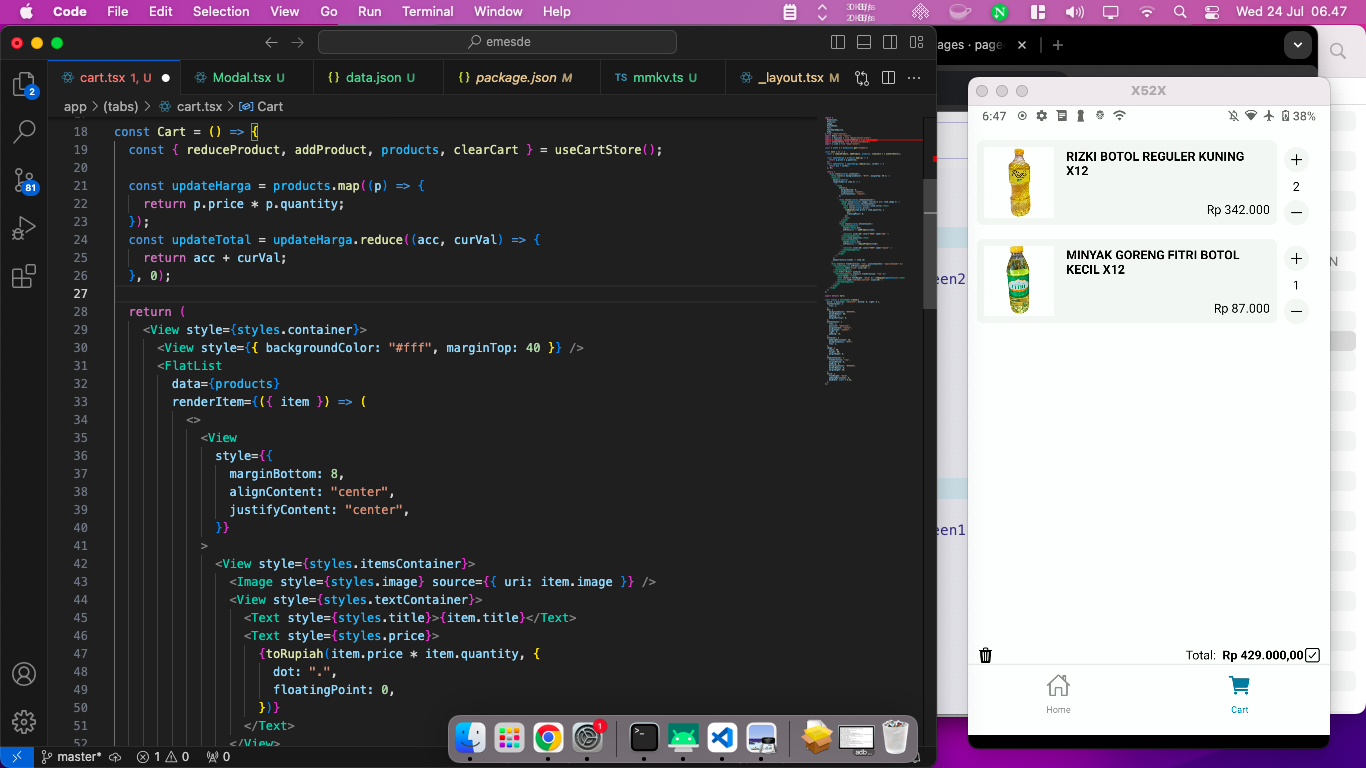 Code File Edit Selection View Go Run Terminal Window Help
3 KB/s
2 KB/s
Wed 24 Jul 06.47
emesde
cart.tsx 1, U
Modal.tsx U
{} data.json U
{} package.json M
TS mmkv.ts U
_layout.tsx M
app > (tabs) > cart.tsx > Cart
18 const Cart = () => {
19 const { reduceProduct, addProduct, products, clearCart } = useCartStore();
20
21 const updateHarga = products.map((p) => {
22 return p.price * p.quantity;
23 });
24 const updateTotal = updateHarga.reduce((acc, curVal) => {
25 return acc + curVal;
26 }, 0);
27
28 return (
29 <View style={styles.container}>
30 <View style={{ backgroundColor: "#fff", marginTop: 40 }} />
31 <FlatList
32 data={products}
33 renderItem={({ item }) => (
34 <>
35 <View
36 style={{
37 marginBottom: 8,
38 alignContent: "center",
39 justifyContent: "center",
40 }}
41 >
42 <View style={styles.itemsContainer}>
43 <Image style={styles.image} source={{ uri: item.image }} />
44 <View style={styles.textContainer}>
45 <Text style={styles.title}>{item.title}</Text>
46 <Text style={styles.price}>
47 {toRupiah(item.price * item.quantity, {
48 dot: ".",
49 floatingPoint: 0,
50 })}
51 </Text>
52 </View>
2
81
master*
1 0
0
1
ages · page
een2
N
een1
X52X
6:47
38%
RIZKI BOTOL REGULER KUNING
X12
Rp 342.000
+
2
−
MINYAK GORENG FITRI BOTOL
KECIL X12
Rp 87.000
+
1
−
Total: Rp 429.000,00
Home
Cart